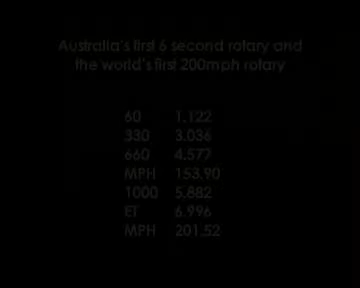 Australia's first 6 second rotary and
the world's first 200mph rotary
60 1.122
330 3.036
660 4.577
MPH 153.90
1000 5.882
ET 6.996
MPH 201.52